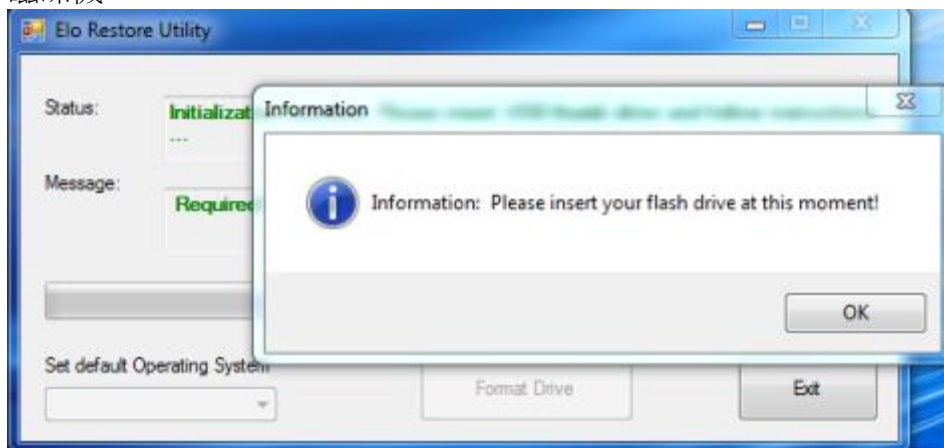 Elo Restore Utility
Status:
Initializat
...
Message:
Required
Information
Information: Please insert your flash drive at this moment!
OK
Set default Operating System
Format Drive
Exit